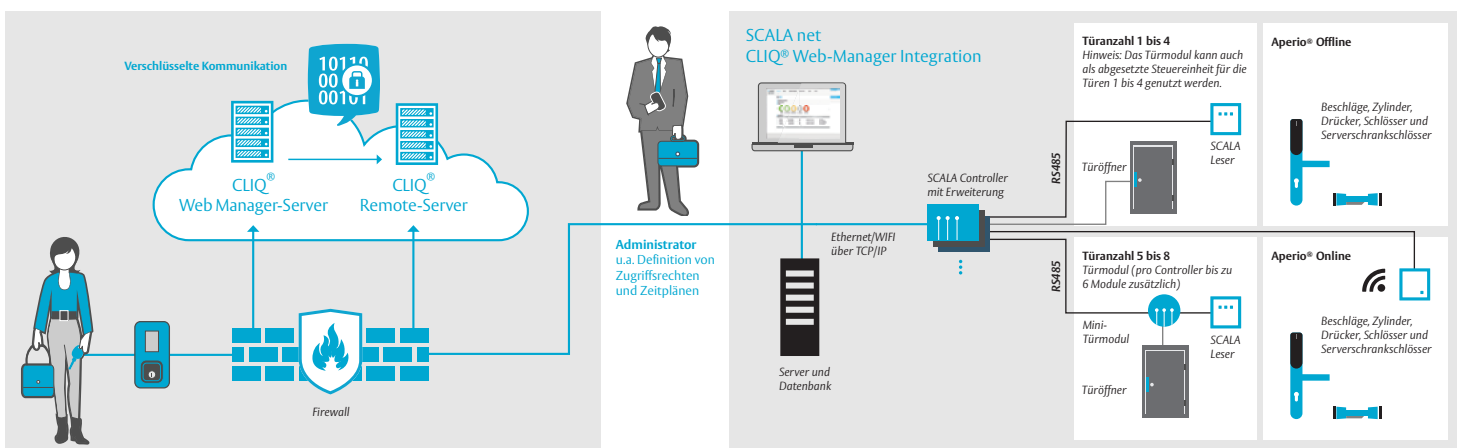 Verschlüsselte Kommunikation
10110
00
00101
CLIQ®
Web Manager-Server
CLIQ®
Remote-Server
Firewall
Administrator
u.a. Definition von
Zugriffsrechten
und Zeitplänen
SCALA net
CLIQ® Web-Manager Integration
Ethernet/WIFI
über TCP/IP
Server und
Datenbank
SCALA Controller
mit Erweiterung
RS485
RS485
Türanzahl 1 bis 4
Hinweis: Das Türmodul kann auch
als abgesetzte Steuereinheit für die
Türen 1 bis 4 genutzt werden.
Türöffner
SCALA
Leser
Aperio® Offline
Beschläge, Zylinder,
Drücker, Schlösser und
Serverschrankschlösser
Türanzahl 5 bis 8
Türmodul (pro Controller bis zu
6 Module zusätzlich)
Mini-
Türmodul
SCALA
Leser
Türöffner
Aperio® Online
Beschläge, Zylinder,
Drücker, Schlösser und
Serverschrankschlösser